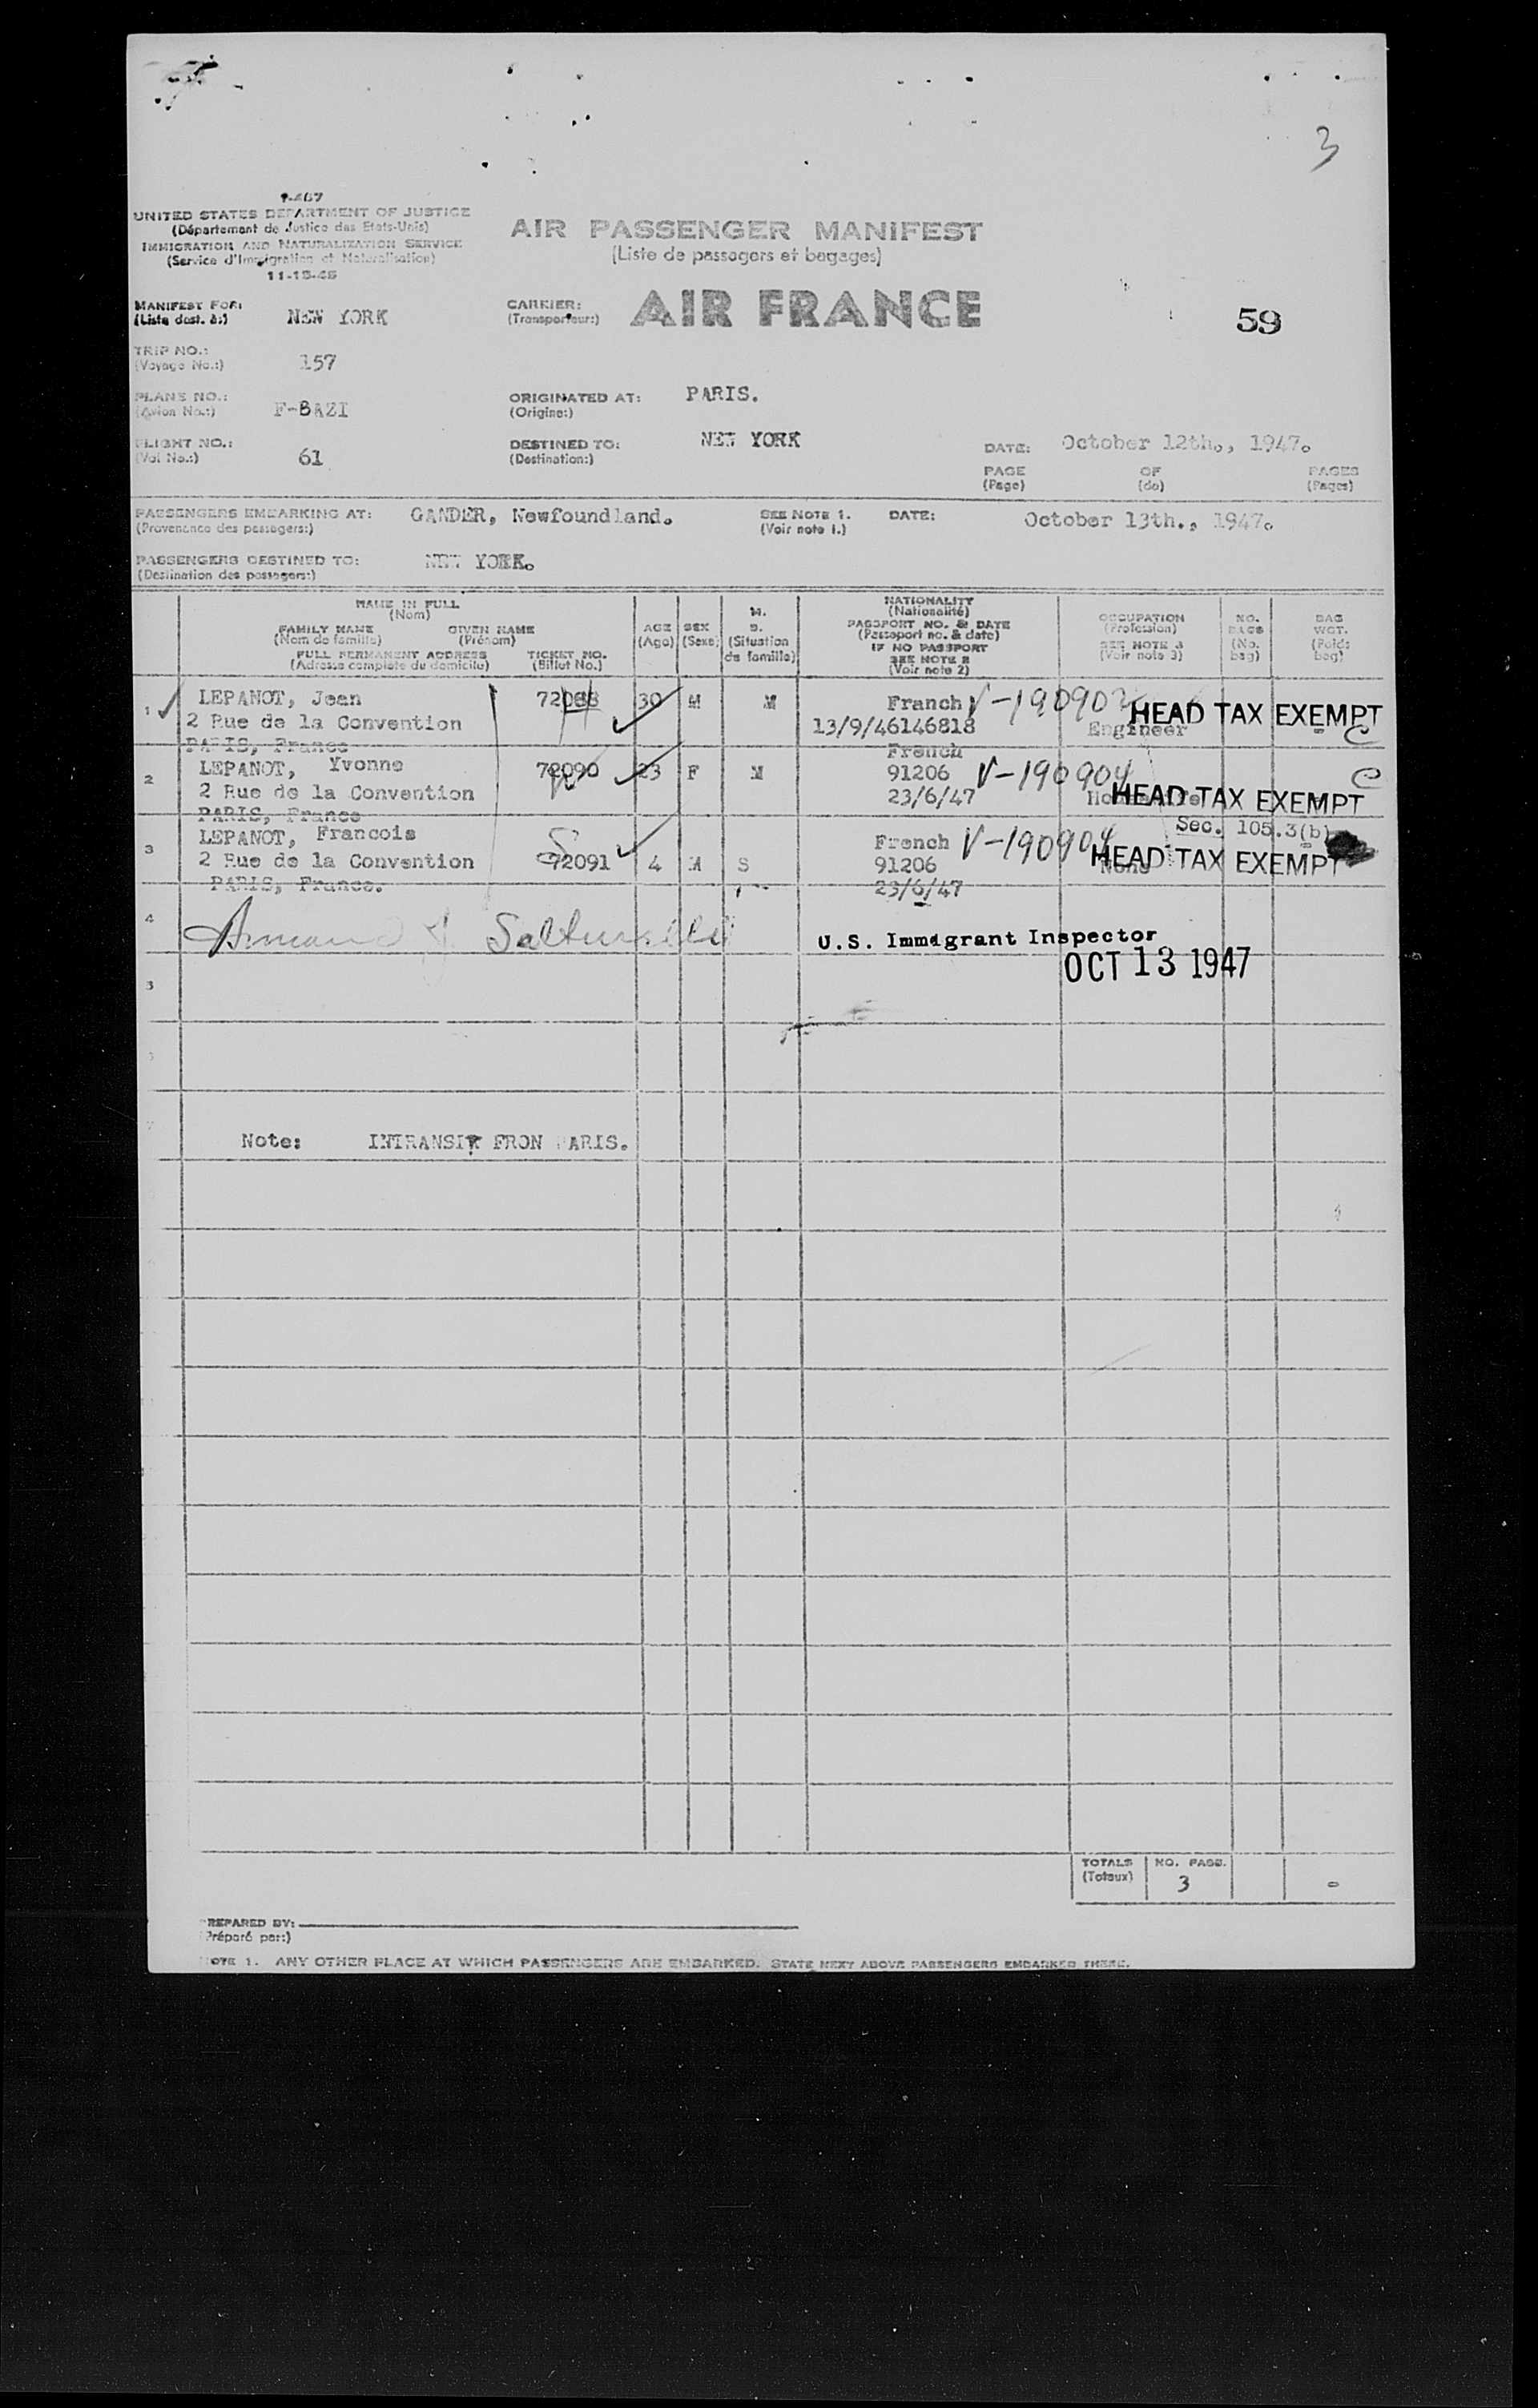 3
UNITED STATES DEPARTMENT OF JUSTICE
(Département de Justice des Etats-Unis)
IMMIGRATION AND NATURALIZATION SERVICE
(Service d'Immigration et Naturalisation)
AIR PASSENGER MANIFEST
(Liste de passagers et bagages)
MANIFEST FOR: NEW YORK
(Liste dest. à:)
CARRIER: AIR FRANCE
(Transporteur:)
59
TRIP NO.: 157
(Voyage No.:)
PLANE NO.: F-BAZI
(Avion No.:)
ORIGINATED AT: PARIS.
(Origine:)
FLIGHT NO.: 61
(Vol No.:)
DESTINED TO: NEW YORK
(Destination:)
DATE: October 12th., 1947.
PAGE OF PAGES
(Page) (de) (Pages)
PASSENGERS EMBARKING AT: GANDER, Newfoundland. SEE NOTE 1. DATE: October 13th., 1947.
(Provenance des passagers:) (Voir note 1.)
PASSENGERS DESTINED TO: NEW YORK.
(Destination des passagers:)
NAME IN FULL
(Nom)
FAMILY NAME GIVEN NAME
(Nom de famille) (Prénom)
FULL PERMANENT ADDRESS TICKET NO.
(Adresse complete du domicile) (Billet No.)
AGE
(Age)
SEX
(Sexe)
M.
S.
(Situation
de famille)
NATIONALITY
(Nationalité)
PASSPORT NO. & DATE
(Passeport no. & date)
IF NO PASSPORT
SEE NOTE 2
(Voir note 2)
OCCUPATION
(Profession)
SEE NOTE 3
(Voir note 3)
NO.
BAGS
(No.
bag)
BAG
WGT.
(Poids
bag)
1 LEPANOT, Jean 30 M M Franch V-190902 HEAD TAX EXEMPT
2 Rue de la Convention 13/9/46146818 Engineer C
PARIS, France
2 LEPANOT, Yvonne 72090 23 F M French
2 Rue de la Convention 91206 V-190904 C
PARIS, France 23/6/47 HEAD TAX EXEMPT
Sec. 105.3(b)
3 LEPANOT, Francois French V-190904
2 Rue de la Convention 72091 4 M S 91206 None HEAD TAX EXEMPT
PARIS, France. 23/6/47
4 U.S. Immigrant Inspector
OCT 13 1947
Note: INTRANSIT FRON PARIS.
TOTALS NO. PASS.
(Totaux) 3
PREPARED BY:
(Préparé par:)
NOTE 1. ANY OTHER PLACE AT WHICH PASSENGERS ARE EMBARKED. STATE NEXT ABOVE PASSENGERS EMBARKED THERE.